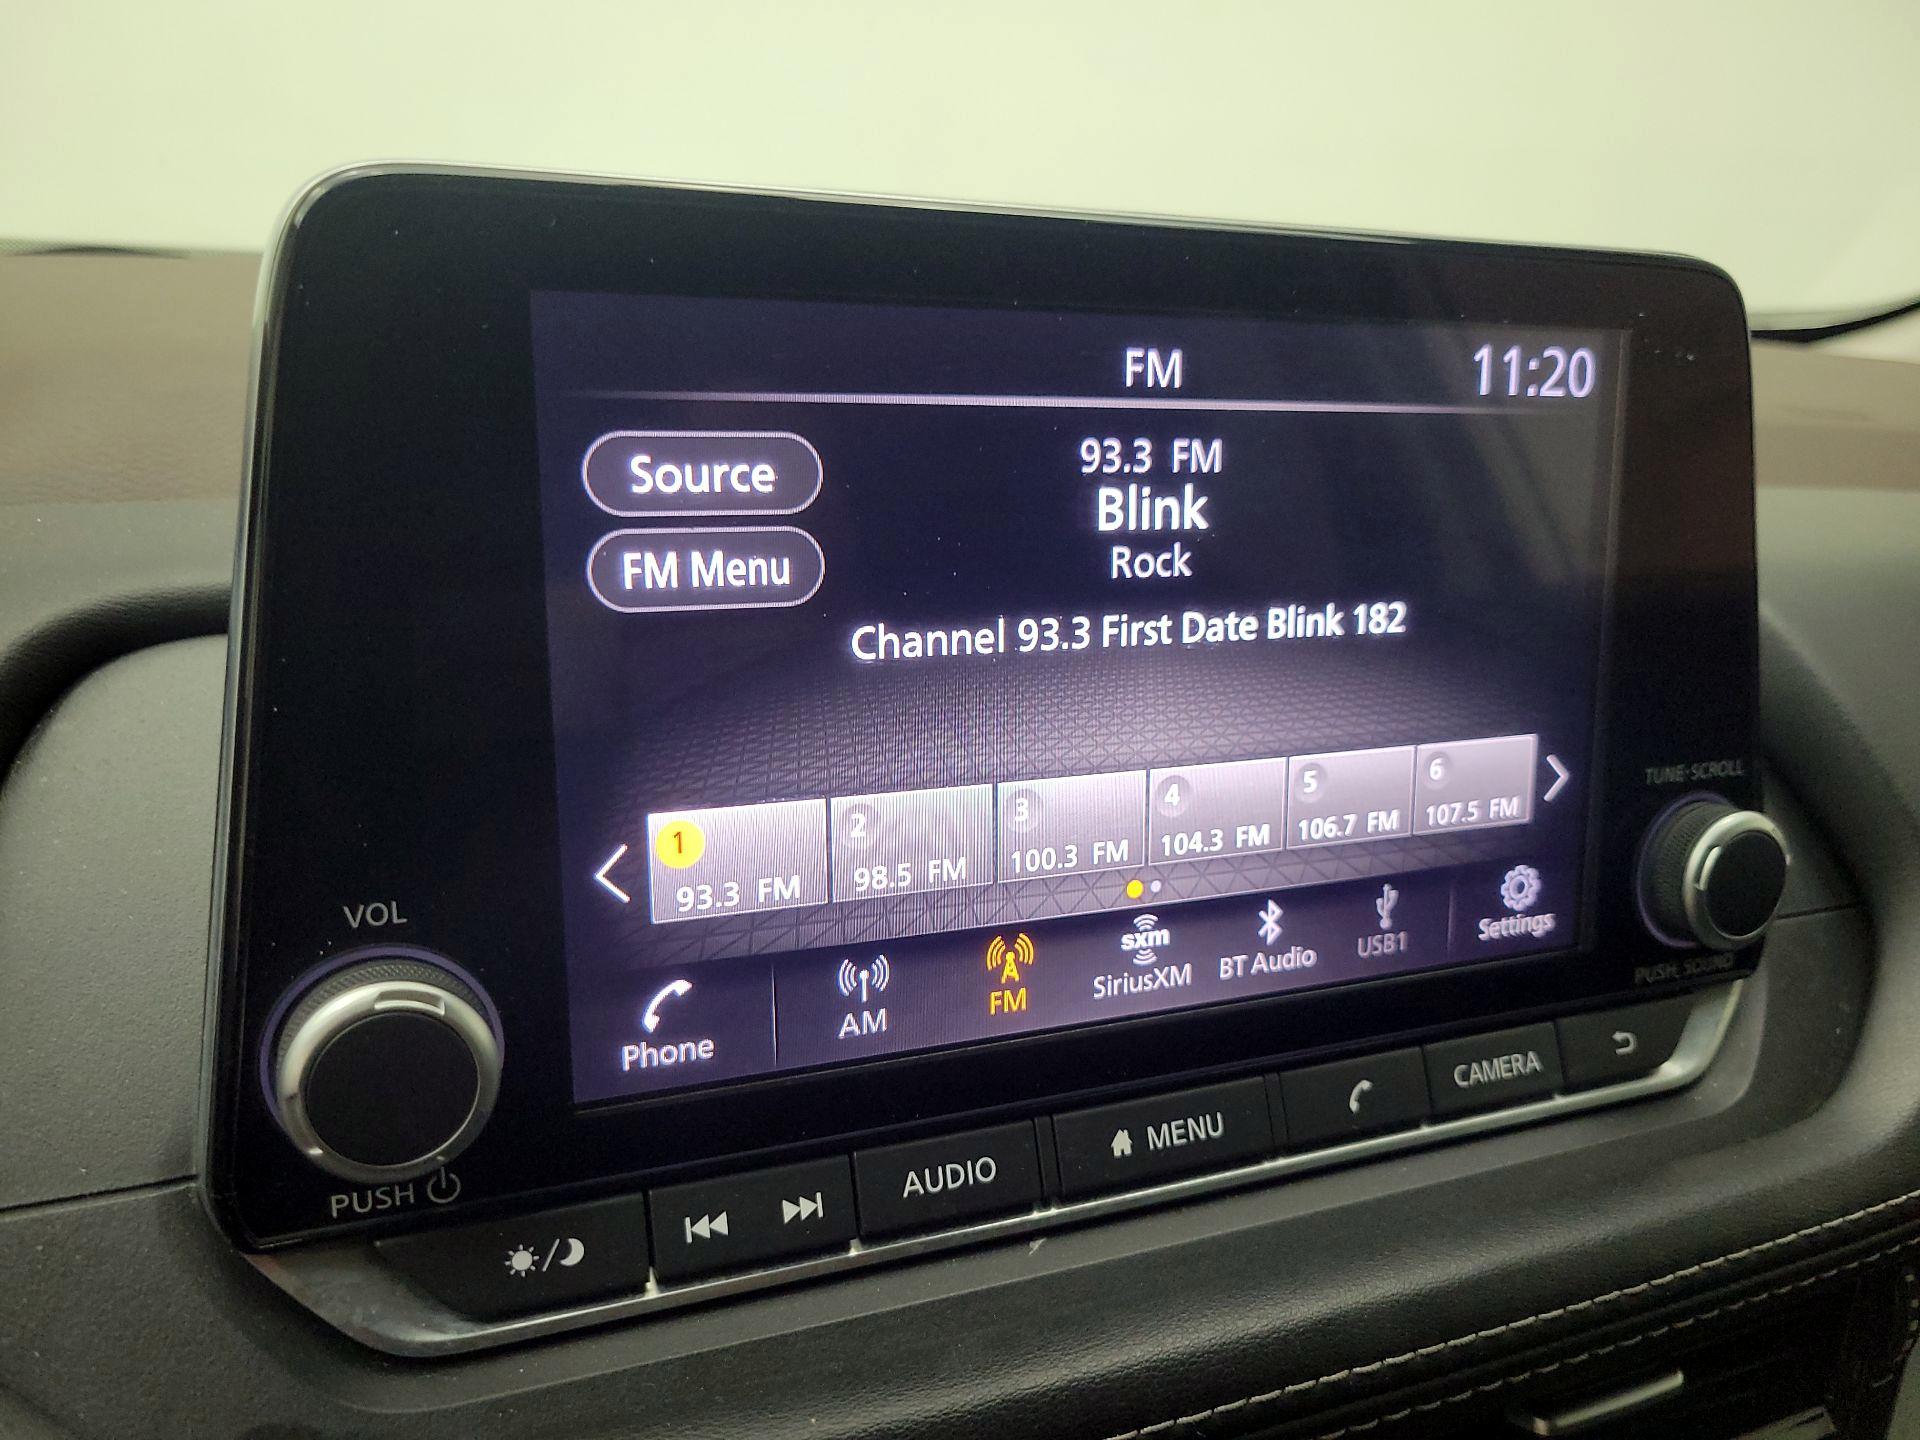 FM 11:20
Source
93.3 FM
Blink
FM Menu
Rock
Channel 93.3 First Date Blink 182
1 93.3 FM
2 98.5 FM
3 100.3 FM
4 104.3 FM
5 106.7 FM
6 107.5 FM
Phone
AM
FM
sxm
SiriusXM
BT Audio
USB1
Settings
VOL
PUSH
TUNE·SCROLL
PUSH SOUND
AUDIO
MENU
CAMERA